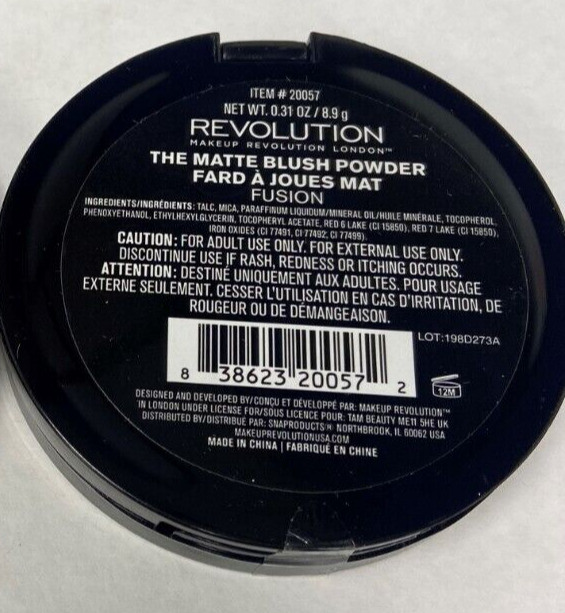 ITEM # 20057
NET WT. 0.31 OZ / 8.9 g
REVOLUTION
MAKEUP REVOLUTION LONDON™
THE MATTE BLUSH POWDER
FARD À JOUES MAT
FUSION
INGREDIENTS/INGRÉDIENTS: TALC, MICA, PARAFFINUM LIQUIDUM/MINERAL OIL/HUILE MINÉRALE, TOCOPHEROL,
PHENOXYETHANOL, ETHYLHEXYLGLYCERIN, TOCOPHERYL ACETATE, RED 6 LAKE (CI 15850), RED 7 LAKE (CI 15850),
IRON OXIDES (CI 77491, CI 77492, CI 77499).
CAUTION: FOR ADULT USE ONLY. FOR EXTERNAL USE ONLY.
DISCONTINUE USE IF RASH, REDNESS OR ITCHING OCCURS.
ATTENTION: DESTINÉ UNIQUEMENT AUX ADULTES. POUR USAGE
EXTERNE SEULEMENT. CESSER L'UTILISATION EN CAS D'IRRITATION, DE
ROUGEUR OU DE DÉMANGEAISON.
LOT:198D273A
8 38623 20057 2
12M
DESIGNED AND DEVELOPED BY/CONÇU ET DÉVELOPPÉ PAR: MAKEUP REVOLUTION™
IN LONDON UNDER LICENSE FOR/SOUS LICENCE POUR: TAM BEAUTY ME11 5HE UK
DISTRIBUTED BY/DISTRIBUÉ PAR: SNAPRODUCTS® NORTHBROOK, IL 60062 USA
MAKEUPREVOLUTIONUSA.COM
MADE IN CHINA | FABRIQUÉ EN CHINE